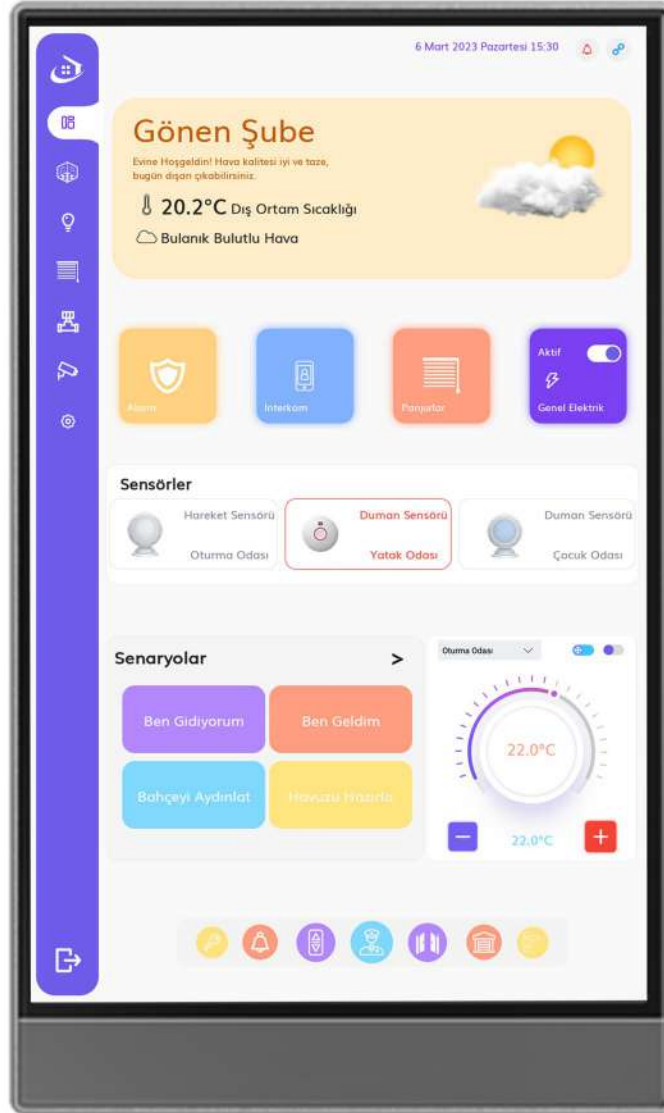 6 Mart 2023 Pazartesi 15:30
Gönen Şube
Evine Hoşgeldin! Hava kalitesi iyi ve taze,
bugün dışarı çıkabilirsiniz.
20.2°C Dış Ortam Sıcaklığı
Bulanık Bulutlu Hava
Aktif
Alarm
Interkom
Panjurlar
Genel Elektrik
Sensörler
Hareket Sensörü
Oturma Odası
Duman Sensörü
Yatak Odası
Duman Sensörü
Çocuk Odası
Senaryolar
>
Ben Gidiyorum
Ben Geldim
Bahçeyi Aydınlat
Havuzu Hazırla
Oturma Odası
22.0°C
22.0°C